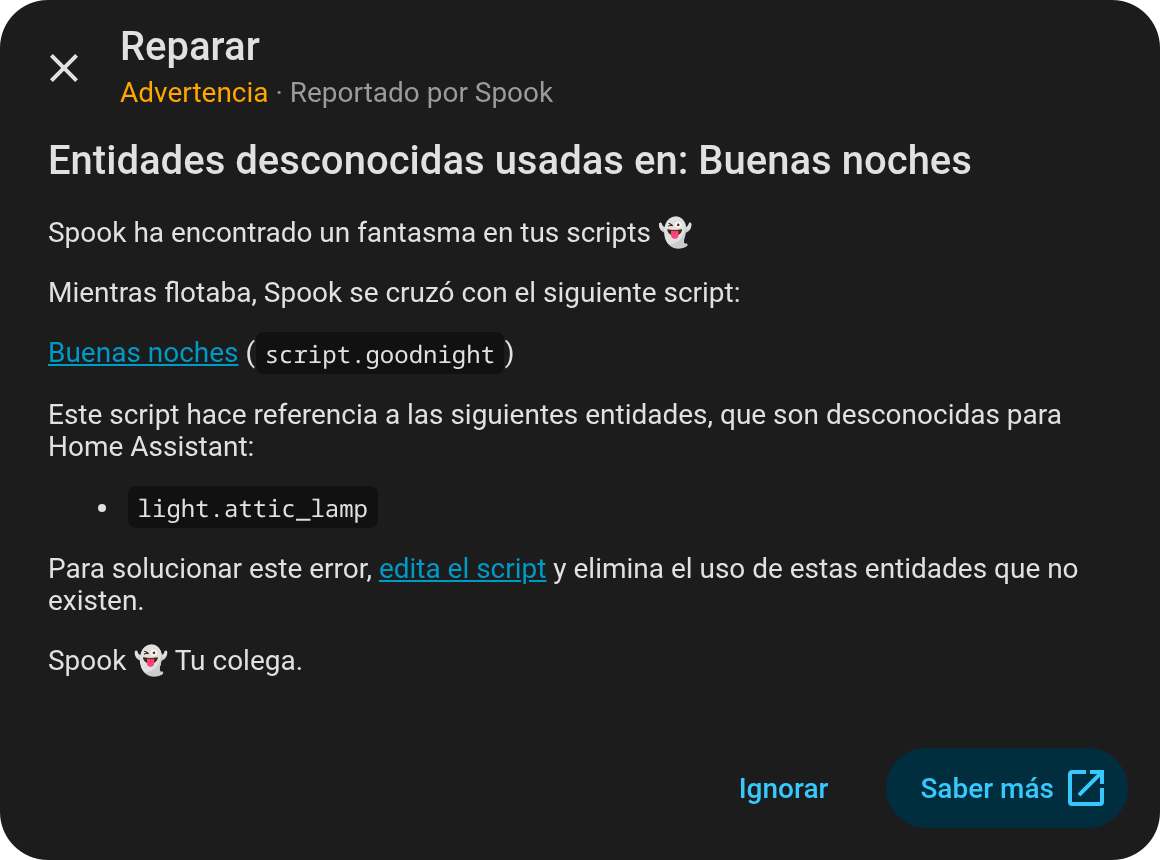 Reparar
Advertencia · Reportado por Spook
Entidades desconocidas usadas en: Buenas noches
Spook ha encontrado un fantasma en tus scripts 👻
Mientras flotaba, Spook se cruzó con el siguiente script:
Buenas noches (script.goodnight)
Este script hace referencia a las siguientes entidades, que son desconocidas para
Home Assistant:
• light.attic_lamp
Para solucionar este error, edita el script y elimina el uso de estas entidades que no
existen.
Spook 👻 Tu colega.
Ignorar
Saber más